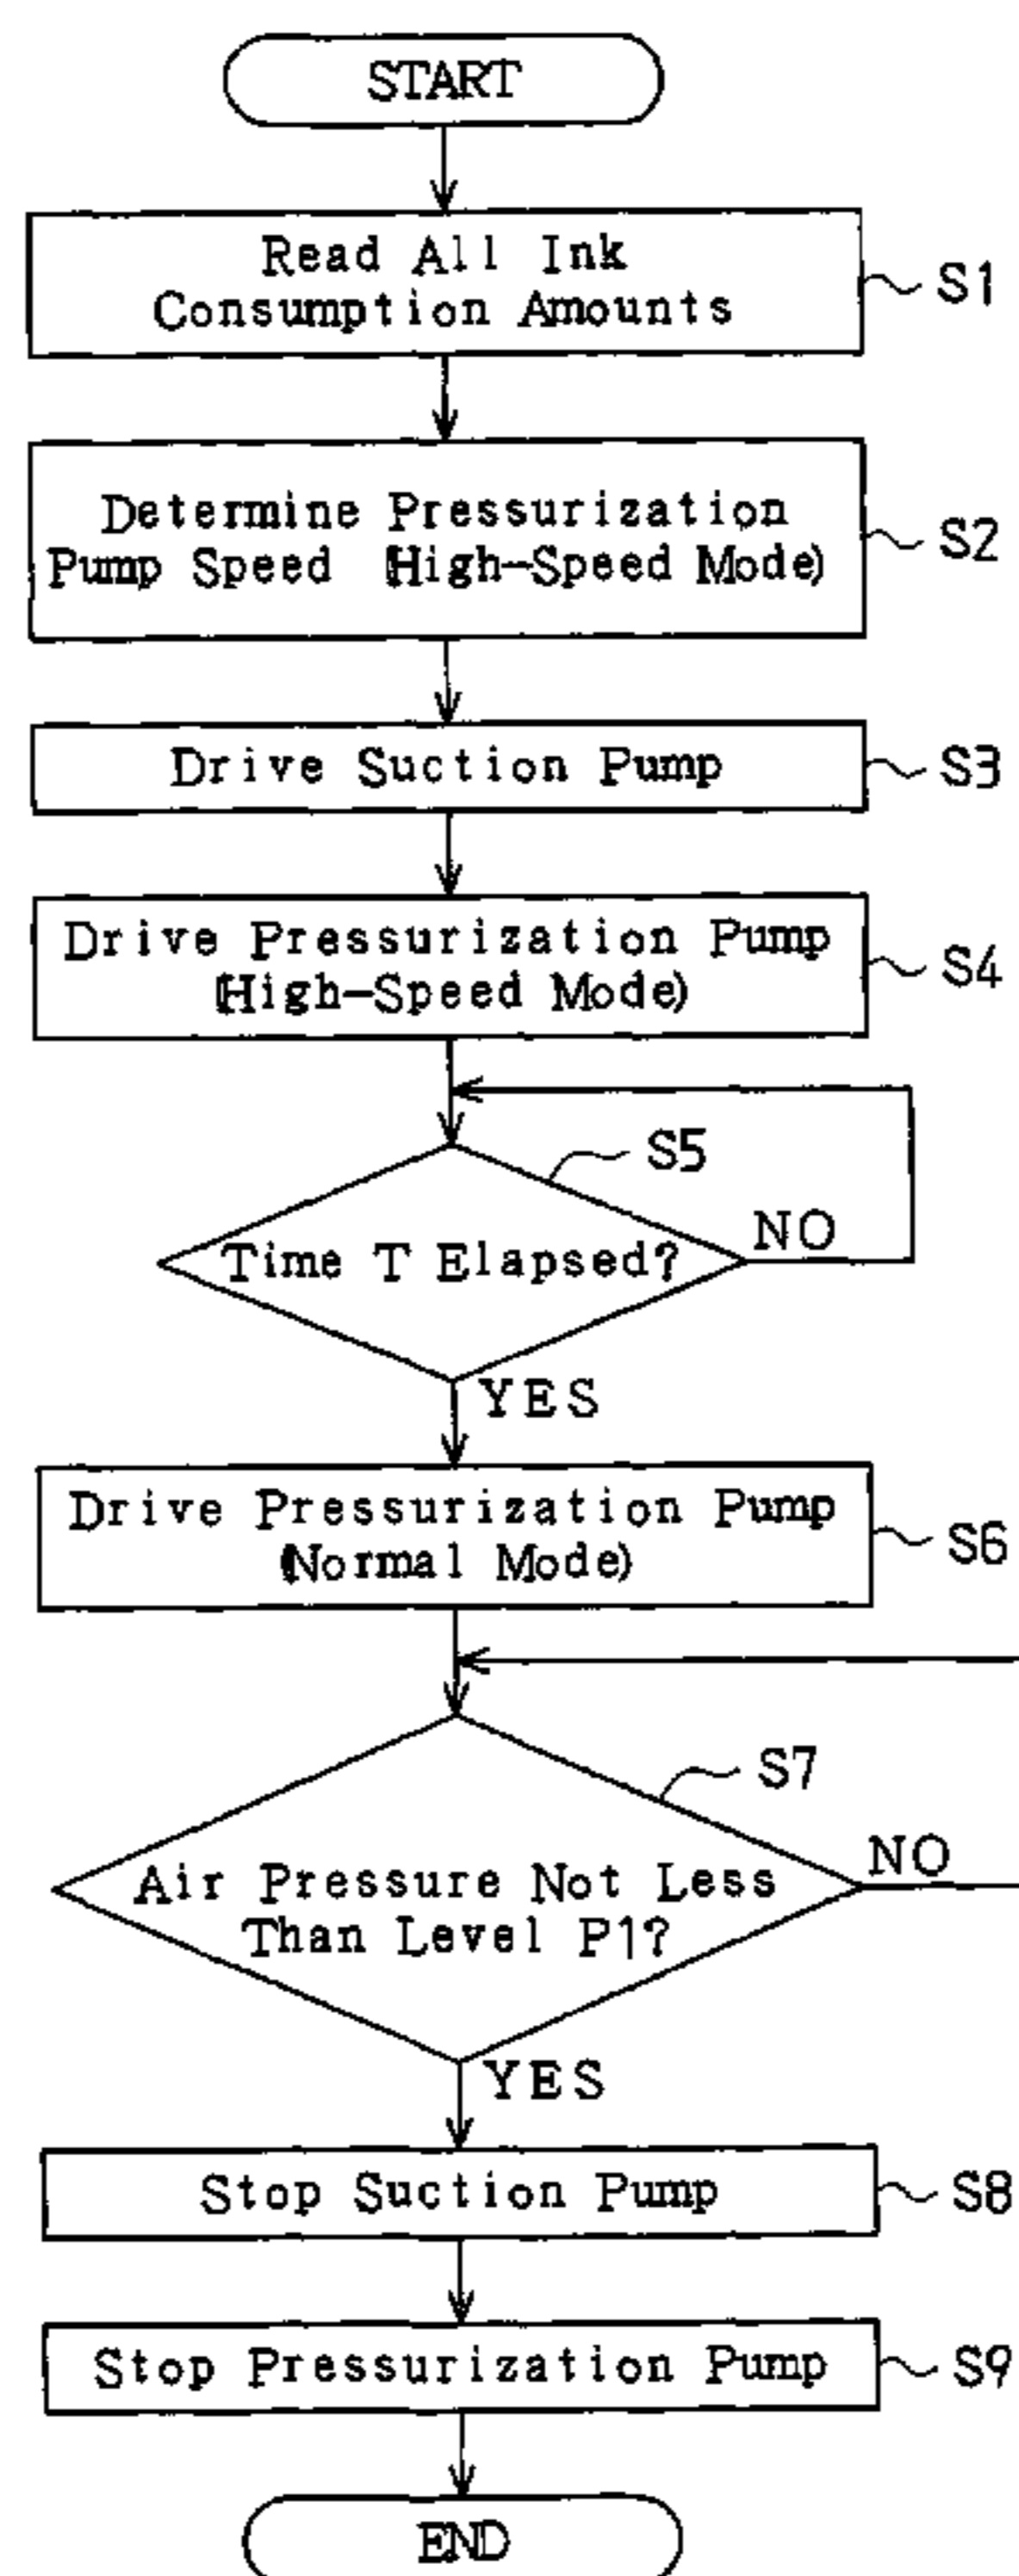 START
Read All Ink
Consumption Amounts
S1
Determine Pressurization
Pump Speed (High-Speed Mode)
S2
Drive Suction Pump
S3
Drive Pressurization Pump
(High-Speed Mode)
S4
S5
Time T Elapsed?
NO
YES
Drive Pressurization Pump
(Normal Mode)
S6
S7
Air Pressure Not Less
Than Level P1?
NO
YES
Stop Suction Pump
S8
Stop Pressurization Pump
S9
END